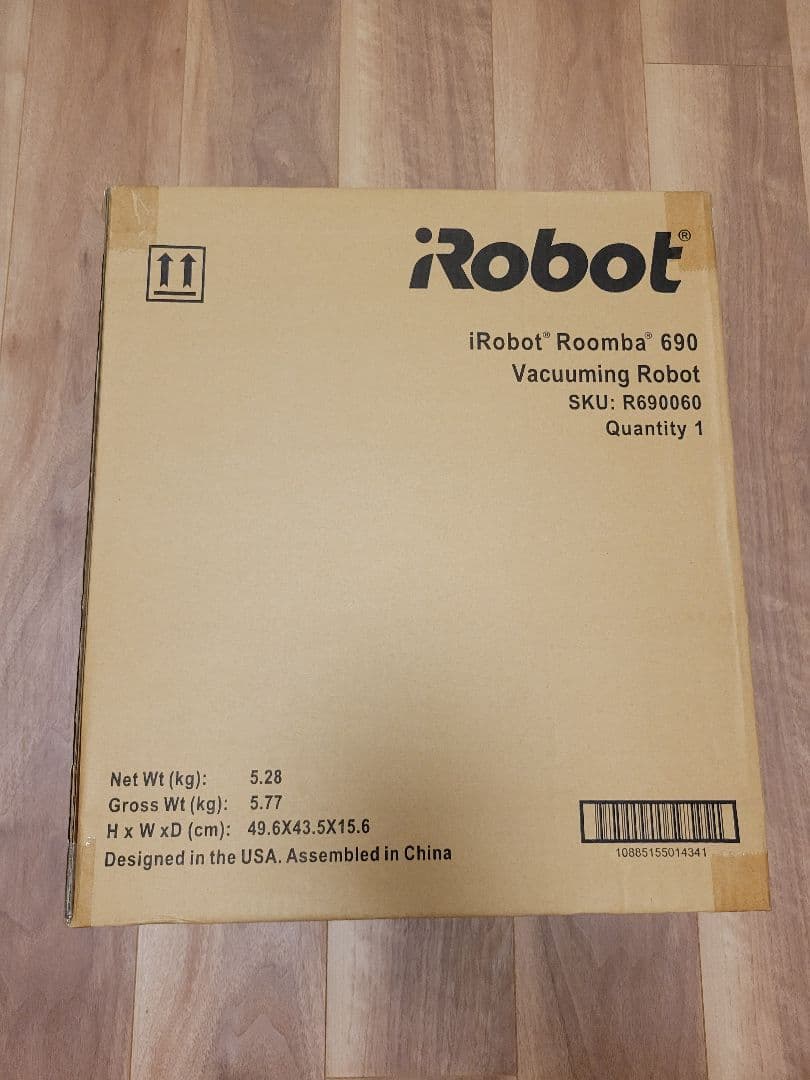 iRobot®
iRobot® Roomba® 690
Vacuuming Robot
SKU: R690060
Quantity 1
Net Wt (kg): 5.28
Gross Wt (kg): 5.77
H x W xD (cm): 49.6X43.5X15.6
Designed in the USA. Assembled in China
10885155014341